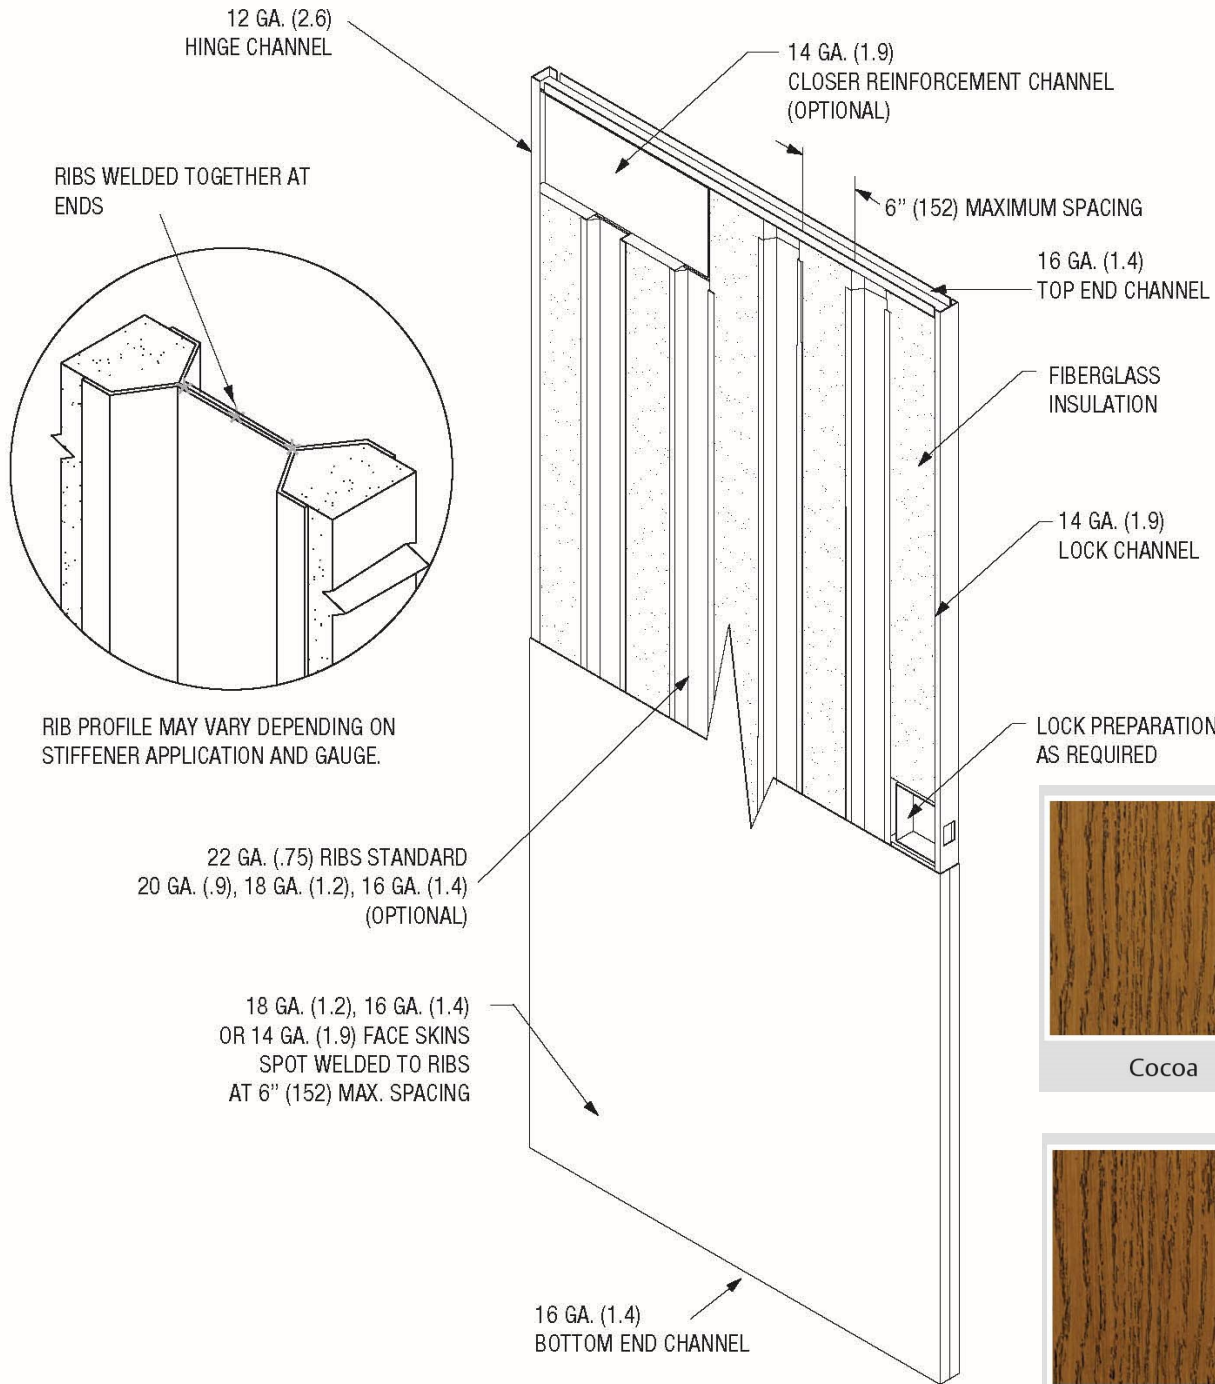 12 GA. (2.6)
HINGE CHANNEL
14 GA. (1.9)
CLOSER REINFORCEMENT CHANNEL
(OPTIONAL)
RIBS WELDED TOGETHER AT
ENDS
6” (152) MAXIMUM SPACING
16 GA. (1.4)
TOP END CHANNEL
FIBERGLASS
INSULATION
14 GA. (1.9)
LOCK CHANNEL
RIB PROFILE MAY VARY DEPENDING ON
STIFFENER APPLICATION AND GAUGE.
LOCK PREPARATION
AS REQUIRED
22 GA. (.75) RIBS STANDARD
20 GA. (.9), 18 GA. (1.2), 16 GA. (1.4)
(OPTIONAL)
18 GA. (1.2), 16 GA. (1.4)
OR 14 GA. (1.9) FACE SKINS
SPOT WELDED TO RIBS
AT 6” (152) MAX. SPACING
Cocoa
16 GA. (1.4)
BOTTOM END CHANNEL